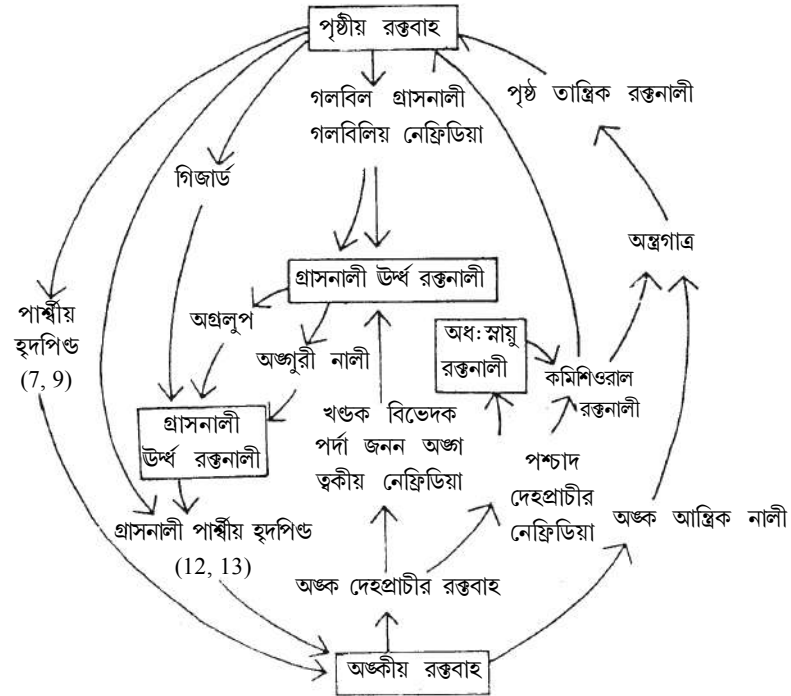 পৃষ্ঠীয় রক্তবাহ
গলবিল গ্রাসনালী
গলবিলিয় নেফ্রিডিয়া
পৃষ্ঠ তান্ত্রিক রক্তনালী
গিজার্ড
অন্ত্রগাত্র
গ্রাসনালী ঊর্দ্ধ রক্তনালী
পার্শ্বীয়
হৃদপিণ্ড
(7, 9)
অগ্রলুপ
অঙ্গুরী নালী
অধঃস্নায়ু
রক্তনালী
কমিশিওরাল
রক্তনালী
গ্রাসনালী
ঊর্দ্ধ রক্তনালী
খণ্ডক বিভেদক
পর্দা জনন অঙ্গ
ত্বকীয় নেফ্রিডিয়া
পশ্চাদ
দেহপ্রাচীর
নেফ্রিডিয়া
অঙ্ক আন্ত্রিক নালী
গ্রাসনালী পার্শ্বীয় হৃদপিণ্ড
(12, 13)
অঙ্ক দেহপ্রাচীর রক্তবাহ
অঙ্কীয় রক্তবাহ